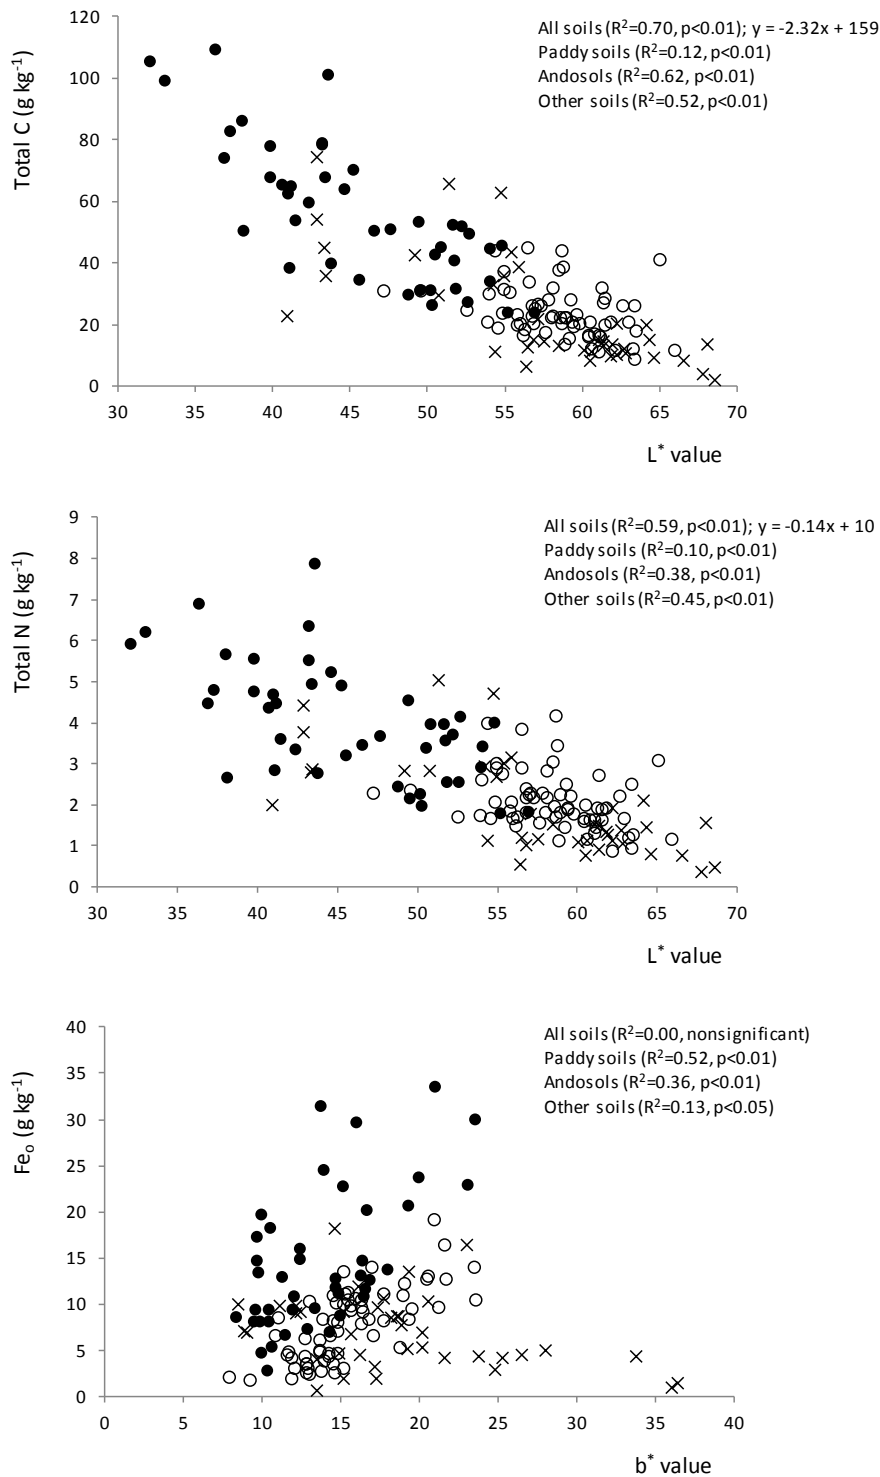 All soils (R²=0.70, p<0.01); y = -2.32x + 159
Paddy soils (R²=0.12, p<0.01)
Andosols (R²=0.62, p<0.01)
Other soils (R²=0.52, p<0.01)
Total C (g kg⁻¹)
120
100
80
60
40
20
0
30 35 40 45 50 55 60 65 70
L* value
All soils (R²=0.59, p<0.01); y = -0.14x + 10
Paddy soils (R²=0.10, p<0.01)
Andosols (R²=0.38, p<0.01)
Other soils (R²=0.45, p<0.01)
Total N (g kg⁻¹)
9
8
7
6
5
4
3
2
1
0
30 35 40 45 50 55 60 65 70
L* value
All soils (R²=0.00, nonsignificant)
Paddy soils (R²=0.52, p<0.01)
Andosols (R²=0.36, p<0.01)
Other soils (R²=0.13, p<0.05)
Feₒ (g kg⁻¹)
40
35
30
25
20
15
10
5
0
0 5 10 15 20 25 30 35 40
b* value